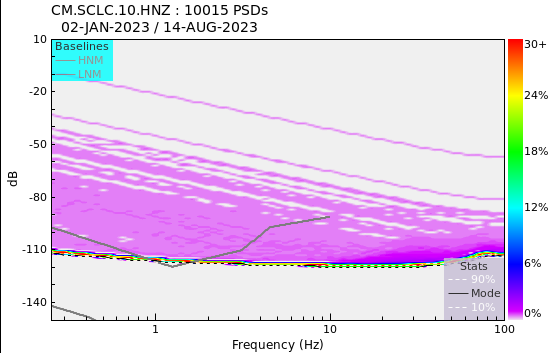 CM.SCLC.10.HNZ : 10015 PSDs
02-JAN-2023 / 14-AUG-2023
10
-20
-50
-80
-110
-140
dB
Baselines
HNM
LNM
Stats
90%
Mode
10%
1
10
100
Frequency (Hz)
30+
24%
18%
12%
6%
0%